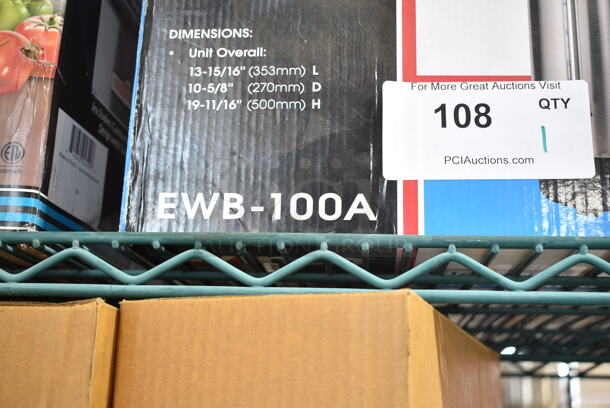 DIMENSIONS:
• Unit Overall:
13-15/16" (353mm) L
10-5/8" (270mm) D
19-11/16" (500mm) H
EWB-100A
For More Great Auctions Visit
108 QTY
1
PCIAuctions.com
ETL